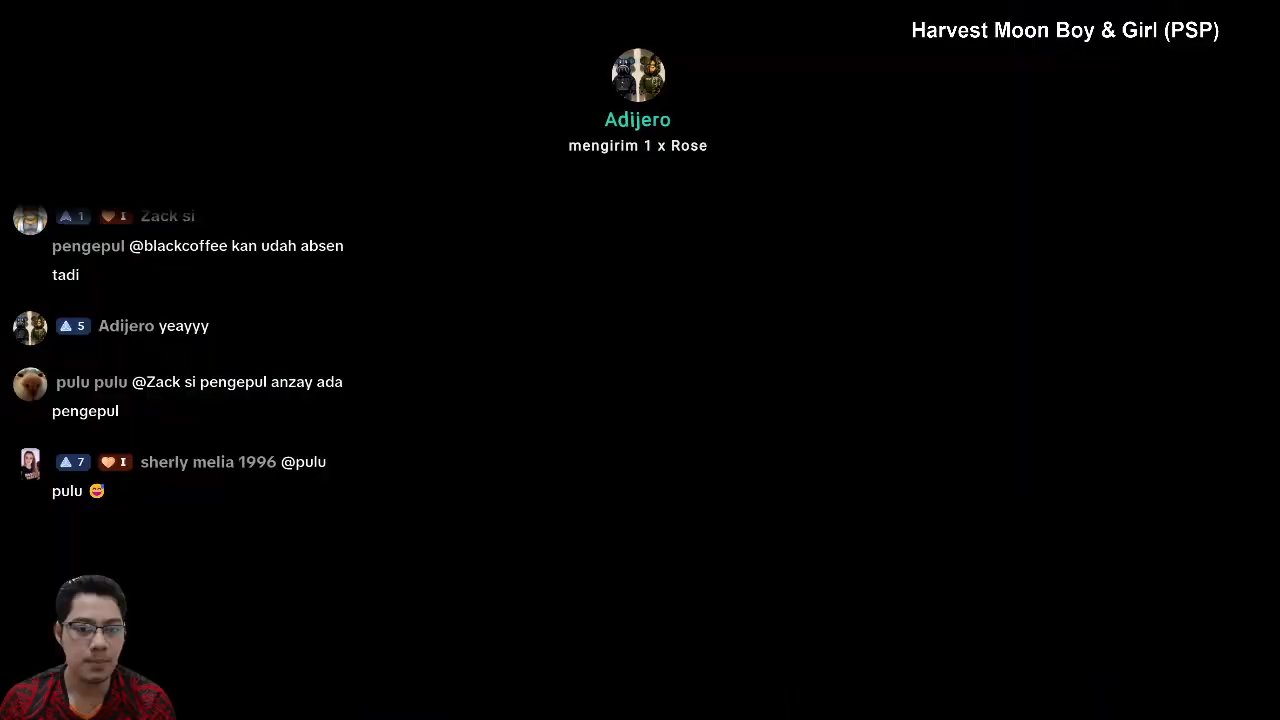 Harvest Moon Boy & Girl (PSP)
Adijero
mengirim 1 x Rose
1 I Zack si
pengepul @blackcoffee kan udah absen
tadi
5 Adijero yeayyy
pulu pulu @Zack si pengepul anzay ada
pengepul
7 I sherly melia 1996 @pulu
pulu 😅